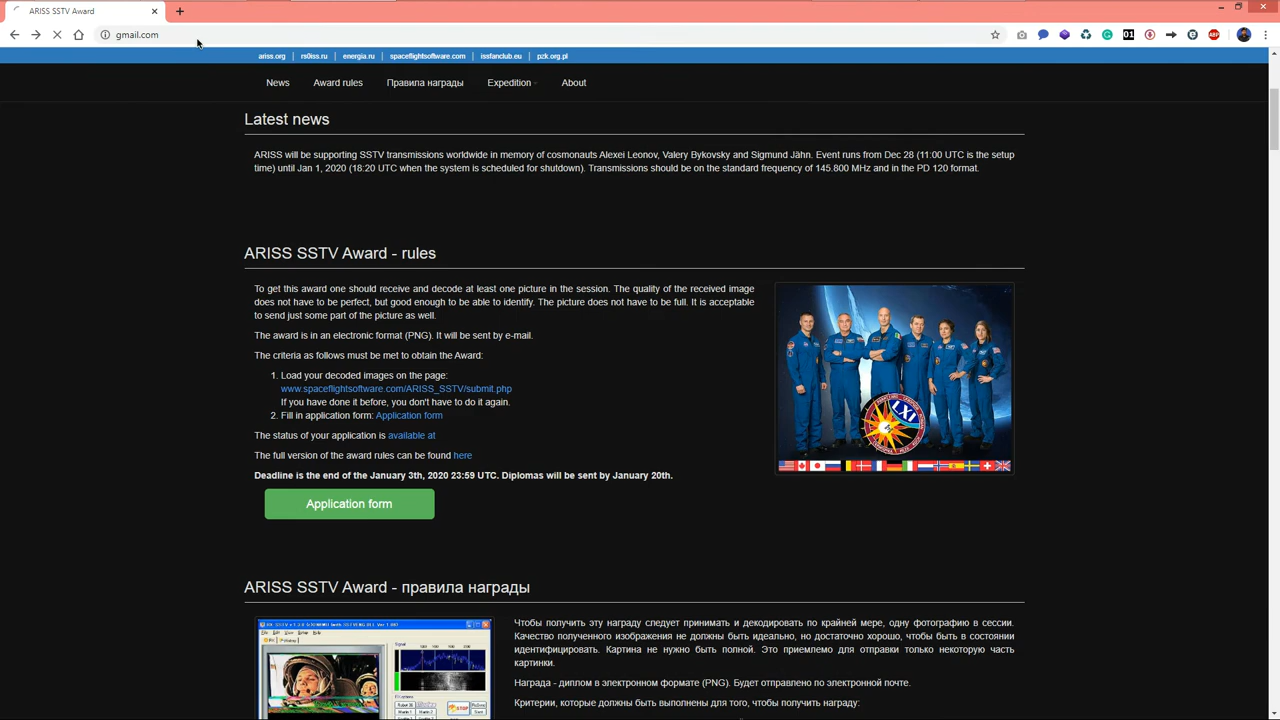 ARISS SSTV Award
gmail.com
ariss.org | rs0iss.ru | energia.ru | spaceflightsoftware.com | issfanclub.eu | pzk.org.pl
News Award rules Правила награды Expedition About
Latest news
ARISS will be supporting SSTV transmissions worldwide in memory of cosmonauts Alexei Leonov, Valery Bykovsky and Sigmund Jähn. Event runs from Dec 28 (11:00 UTC is the setup
time) until Jan 1, 2020 (18:20 UTC when the system is scheduled for shutdown). Transmissions should be on the standard frequency of 145.800 MHz and in the PD 120 format.
ARISS SSTV Award - rules
To get this award one should receive and decode at least one picture in the session. The quality of the received image
does not have to be perfect, but good enough to be able to identify. The picture does not have to be full. It is acceptable
to send just some part of the picture as well.
The award is in an electronic format (PNG). It will be sent by e-mail.
The criteria as follows must be met to obtain the Award:
1. Load your decoded images on the page:
www.spaceflightsoftware.com/ARISS_SSTV/submit.php
If you have done it before, you don't have to do it again.
2. Fill in application form: Application form
The status of your application is available at
The full version of the award rules can be found here
Deadline is the end of the January 3th, 2020 23:59 UTC. Diplomas will be sent by January 20th.
Application form
LXI
ARISS SSTV Award - правила награды
Чтобы получить эту награду следует принимать и декодировать по крайней мере, одну фотографию в сессии.
Качество полученного изображения не должны быть идеально, но достаточно хорошо, чтобы быть в состоянии
идентифицировать. Картина не нужно быть полной. Это приемлемо для отправки только некоторую часть
картинки.
Награда - диплом в электронном формате (PNG). Будет отправлено по электронной почте.
Критерии, которые должны быть выполнены для того, чтобы получить награду: